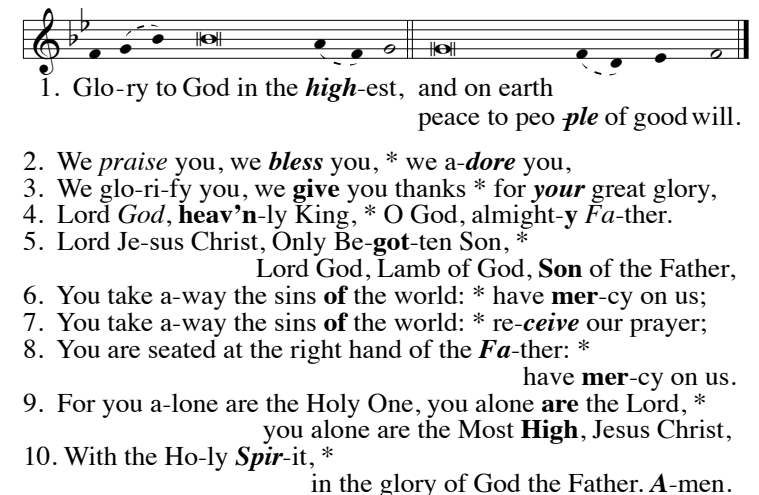 1. Glo-ry to God in the high-est, and on earth
peace to peo-ple of good will.
2. We praise you, we bless you, * we a-dore you,
3. We glo-ri-fy you, we give you thanks * for your great glory,
4. Lord God, heav’n-ly King, * O God, almight-y Fa-ther.
5. Lord Je-sus Christ, Only Be-got-ten Son, *
Lord God, Lamb of God, Son of the Father,
6. You take a-way the sins of the world: * have mer-cy on us;
7. You take a-way the sins of the world: * re-ceive our prayer;
8. You are seated at the right hand of the Fa-ther: *
have mer-cy on us.
9. For you a-lone are the Holy One, you alone are the Lord, *
you alone are the Most High, Jesus Christ,
10. With the Ho-ly Spir-it, *
in the glory of God the Father. A-men.